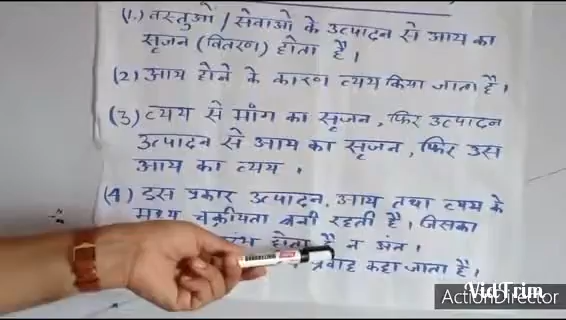 (1.) वस्तुओं / सेवाओं के उत्पादन से आय का
सृजन (वितरण) होता है।
(2) आय होने के कारण व्यय किया जाता है।
(3) व्यय से मांग का सृजन, फिर उत्पादन
उत्पादन से आय का सृजन, फिर उस
आय का व्यय ।
(4) इस प्रकार उत्पादन, आय तथा व्यय के
मध्य चक्रीयता बनी रहती है। जिसका
होता है न अंत।
प्रवाह कहा जाता है।
VidTrim
ActionDirector